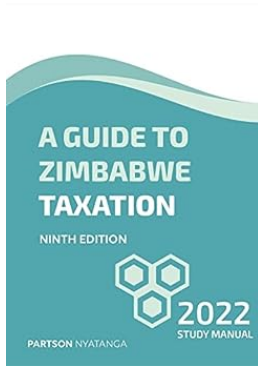 A GUIDE TO
ZIMBABWE
TAXATION
NINTH EDITION
2022
STUDY MANUAL
PARTSON NYATANGA